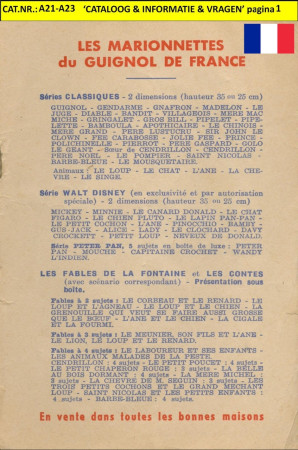 CAT.NR.: A21-A23 ‘CATALOOG & INFORMATIE & VRAGEN’ pagina 1
LES MARIONNETTES
du GUIGNOL DE FRANCE
Séries CLASSIQUES - 2 dimensions (hauteur 35 ou 25 cm)
GUIGNOL - GENDARME - GNAFRON - MADELON - LE
JUGE - DIABLE - BANDIT - VILLAGEOIS - MERE MAC
MICHE - GRINGALET - GROS BILL - PIPELET - PIPE-
LETTE - BAMBOULA - APOTHICAIRE - LE CHINOIS -
MERE GRAND - PERE LUSTUCRU - SIR JOHN LE
CLOWN - FEE CARABOSSE - JOLIE FEE - PRINCE -
POLICHINELLE - PIERROT - PERE GASPARD - GOLO
LE GEANT - Sœur de CENDRILLON - CENDRILLON -
PERE NOEL - LE POMPIER - SAINT NICOLAS -
BARBE-BLEUE - LE MOUSQUETAIRE.
Animaux : LE LOUP - LE CHAT - L'ANE - LA CHE-
VRE - LE SINGE.
Série WALT DISNEY (en exclusivité et par autorisation
spéciale) - 2 dimensions (hauteur 35 ou 25 cm)
MICKEY - MINNIE - LE CANARD DONALD - LE CHAT
FIGARO - LE CHIEN PLUTO - LE LAPIN PAN-PAN -
LE PETIT COCHON - L'ANE - PINOCCHIO - BABET -
GUS-JACK - ALICE - LADY - LE CLOCHARD - DAVY
CROCKETT - PETIT LOUP - NEVEUX DE DONALD.
Série PETER PAN, 5 sujets en boîte de luxe : PETER
PAN - MOUCHE - CAPITAINE CROCHET - WANDY
L'INDIEN.
LES FABLES DE LA FONTAINE et LES CONTES
(avec scénario correspondant) - Présentation sous
boîte.
Fables à 2 sujets : LE CORBEAU ET LE RENARD - LE
LOUP ET L'AGNEAU - LE LOUP ET LE CHIEN - LA
GRENOUILLE QUI VEUT SE FAIRE AUSSI GROSSE
QUE LE BŒUF - L'ANE ET LE CHIEN - LA CIGALE
ET LA FOURMI.
Fables à 3 sujets : LE MEUNIER, SON FILS ET L'ANE -
LE LION, LE LOUP ET LE RENARD.
Fables à 4 sujets : LE LABOUREUR ET SES ENFANTS -
LES ANIMAUX MALADES DE LA PESTE.
CENDRILLON : 4 sujets - LE PETIT POUCET : 4 sujets -
LE PETIT CHAPERON ROUGE : 3 sujets - LA BELLE
AU BOIS DORMANT : 4 sujets - LA MERE MICHEL :
3 sujets - LA CHEVRE DE M. SEGUIN : 3 sujets - LES
TROIS PETITS COCHONS ET LE GRAND MECHANT
LOUP - SAINT NICOLAS ET LES PETITS ENFANTS :
4 sujets - BARBE-BLEUE : 4 sujets.
En vente dans toutes les bonnes maisons